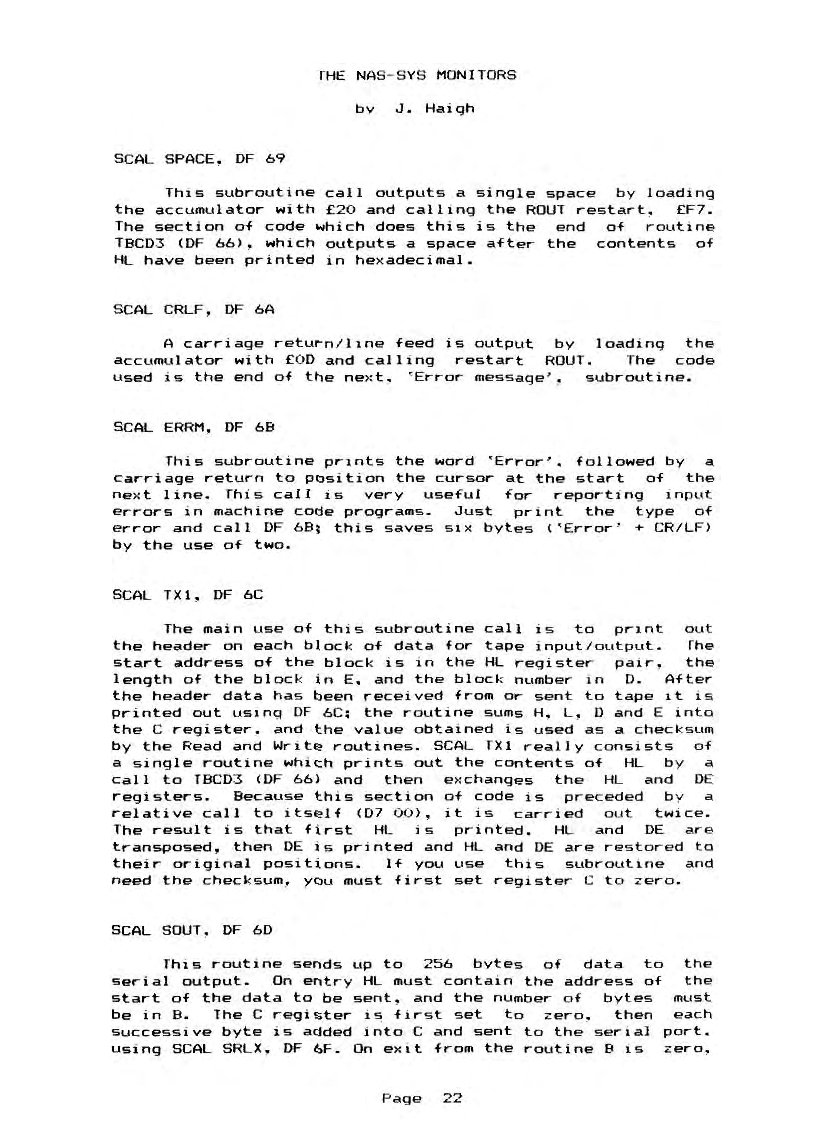 THE NAS-SYS MONITORS
by J. Haigh
SCAL SPACE, DF 69
This subroutine call outputs a single space by loading
the accumulator with £20 and calling the ROUT restart, £F7.
The section of code which does this is the end of routine
TBCD3 (DF 66), which outputs a space after the contents of
HL have been printed in hexadecimal.
SCAL CRLF, DF 6A
A carriage return/line feed is output by loading the
accumulator with £0D and calling restart ROUT. The code
used is the end of the next, 'Error message', subroutine.
SCAL ERRM, DF 6B
This subroutine prints the word 'Error', followed by a
carriage return to position the cursor at the start of the
next line. This call is very useful for reporting input
errors in machine code programs. Just print the type of
error and call DF 6B; this saves six bytes ('Error' + CR/LF)
by the use of two.
SCAL TX1, DF 6C
The main use of this subroutine call is to print out
the header on each block of data for tape input/output. The
start address of the block is in the HL register pair, the
length of the block in E, and the block number in D. After
the header data has been received from or sent to tape it is
printed out using DF 6C; the routine sums H, L, D and E into
the C register, and the value obtained is used as a checksum
by the Read and Write routines. SCAL TX1 really consists of
a single routine which prints out the contents of HL by a
call to TBCD3 (DF 66) and then exchanges the HL and DE
registers. Because this section of code is preceded by a
relative call to itself (D7 00), it is carried out twice.
The result is that first HL is printed, HL and DE are
transposed, then DE is printed and HL and DE are restored to
their original positions. If you use this subroutine and
need the checksum, you must first set register C to zero.
SCAL SOUT, DF 6D
This routine sends up to 256 bytes of data to the
serial output. On entry HL must contain the address of the
start of the data to be sent, and the number of bytes must
be in B. The C register is first set to zero, then each
successive byte is added into C and sent to the serial port,
using SCAL SRLX, DF 6F. On exit from the routine B is zero,
Page 22